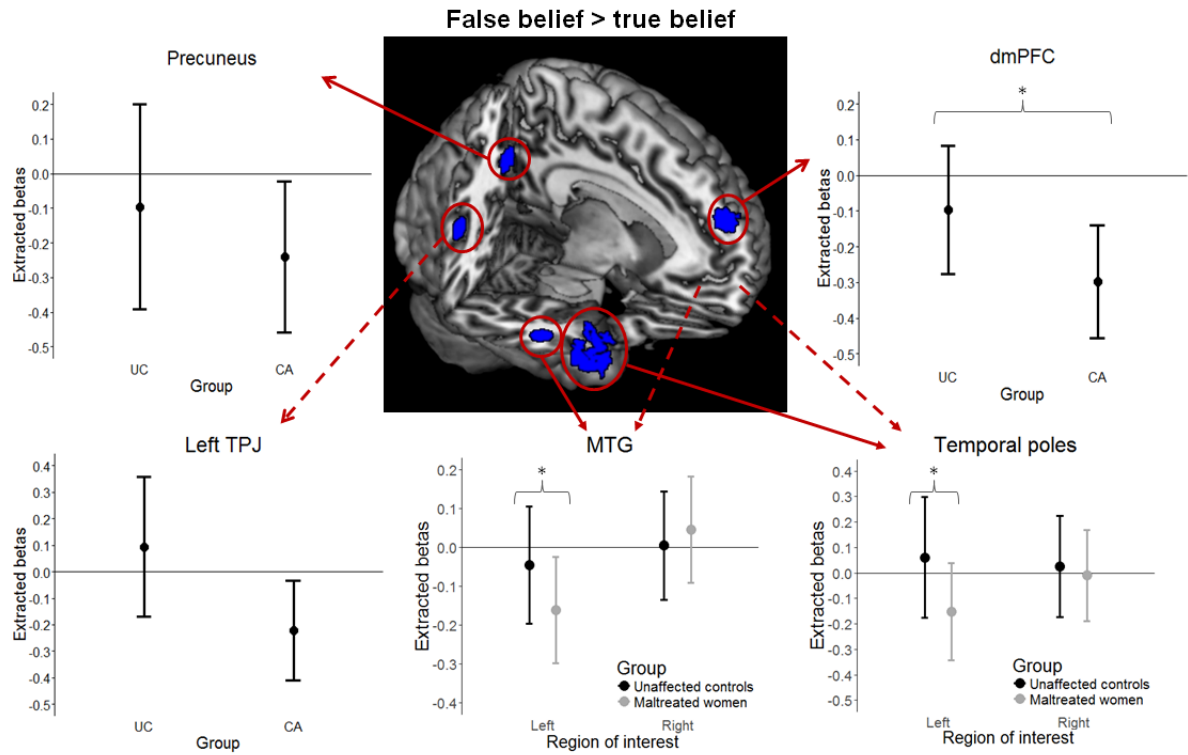 False belief > true belief
Precuneus
Extracted betas
0.2
0.1
0.0
-0.1
-0.2
-0.3
-0.4
-0.5
UC
CA
Group
dmPFC
*
Extracted betas
0.2
0.1
0.0
-0.1
-0.2
-0.3
-0.4
-0.5
UC
CA
Group
Left TPJ
Extracted betas
0.4
0.3
0.2
0.1
0.0
-0.1
-0.2
-0.3
-0.4
-0.5
UC
CA
Group
MTG
*
Extracted betas
0.2
0.1
0.0
-0.1
-0.2
-0.3
-0.4
Group
Unaffected controls
Maltreated women
Left
Right
Region of interest
Temporal poles
*
Extracted betas
0.4
0.3
0.2
0.1
0.0
-0.1
-0.2
-0.3
-0.4
-0.5
Group
Unaffected controls
Maltreated women
Left
Right
Region of interest